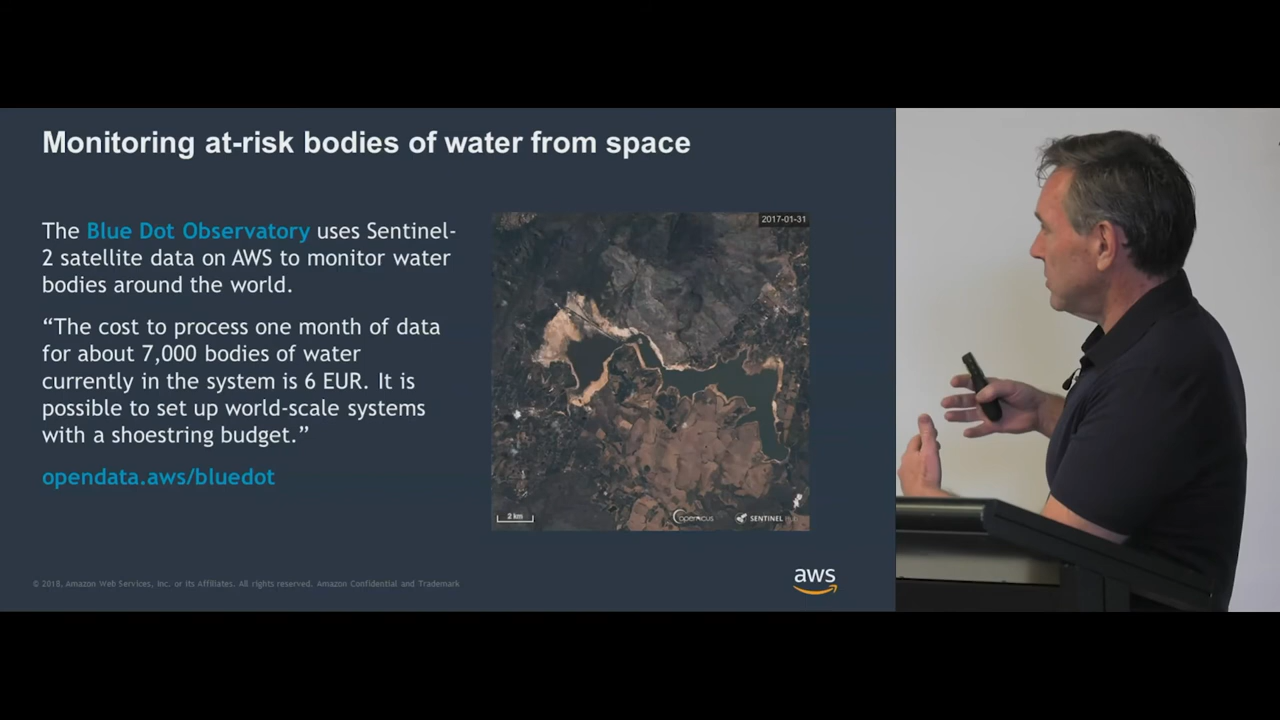 Monitoring at-risk bodies of water from space
The Blue Dot Observatory uses Sentinel-
2 satellite data on AWS to monitor water
bodies around the world.
“The cost to process one month of data
for about 7,000 bodies of water
currently in the system is 6 EUR. It is
possible to set up world-scale systems
with a shoestring budget.”
opendata.aws/bluedot
2017-01-31
2 km
opernicus
SENTINEL
© 2018, Amazon Web Services, Inc. or its Affiliates. All rights reserved. Amazon Confidential and Trademark
aws